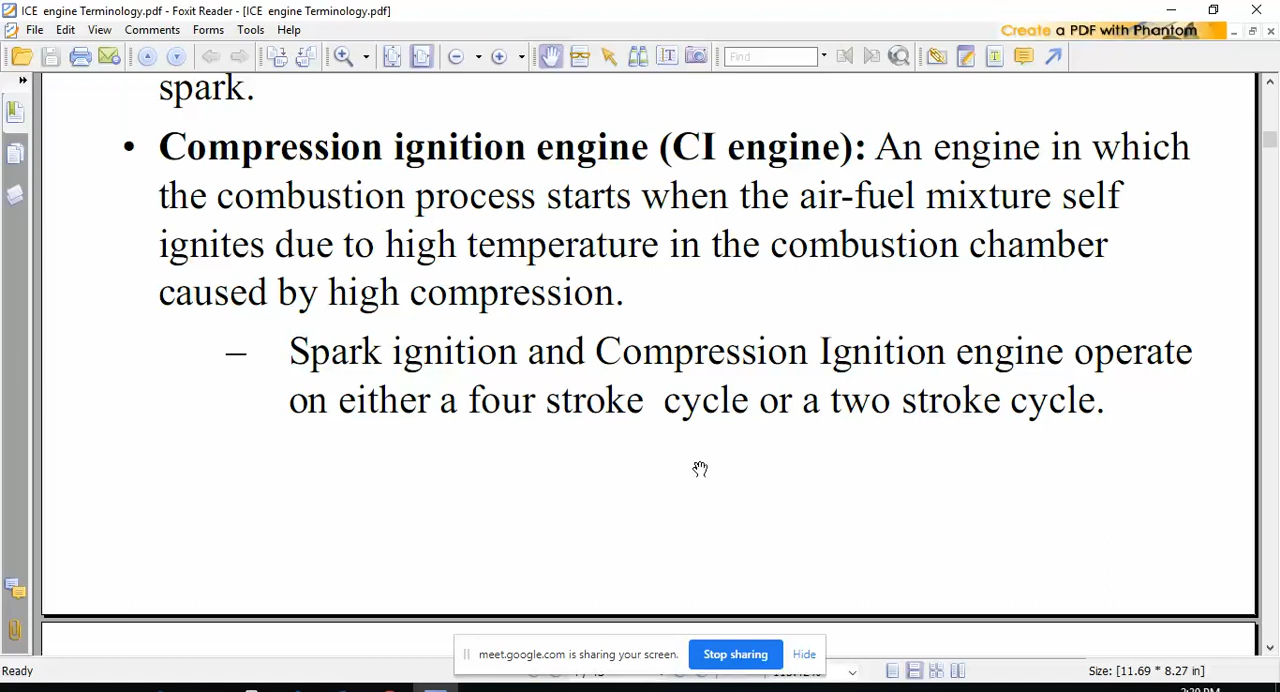 ICE engine Terminology.pdf - Foxit Reader - [ICE engine Terminology.pdf]
File Edit View Comments Forms Tools Help
Create a PDF with Phantom
Find
spark.
• Compression ignition engine (CI engine): An engine in which
the combustion process starts when the air-fuel mixture self
ignites due to high temperature in the combustion chamber
caused by high compression.
– Spark ignition and Compression Ignition engine operate
on either a four stroke cycle or a two stroke cycle.
meet.google.com is sharing your screen. Stop sharing Hide
Ready
Size: [11.69 * 8.27 in]